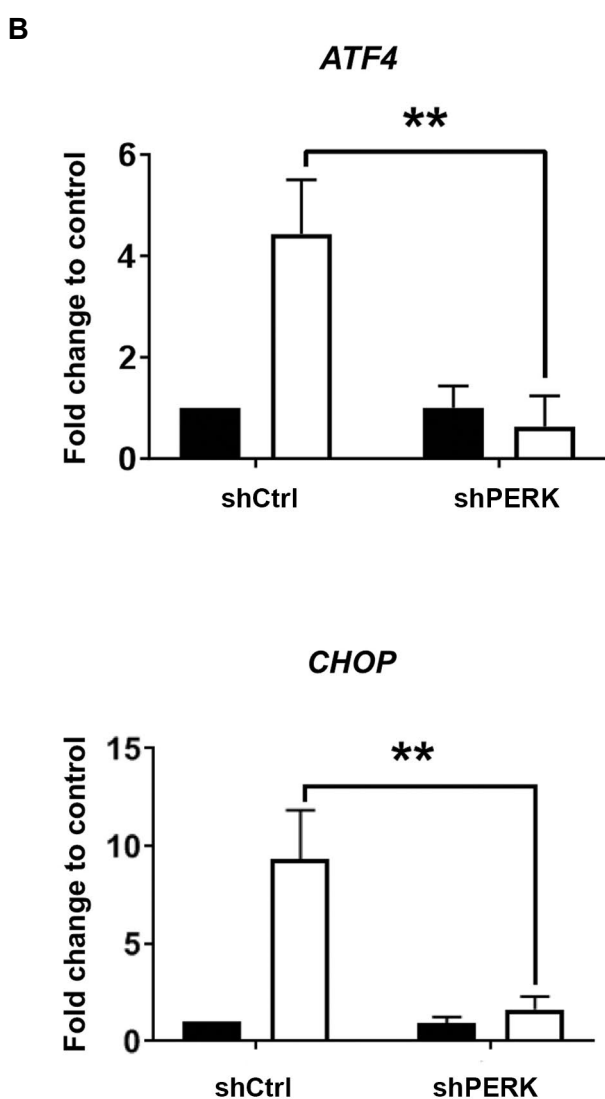 B
ATF4
**
Fold change to control
6
4
2
0
shCtrl shPERK
CHOP
**
Fold change to control
15
10
5
0
shCtrl shPERK